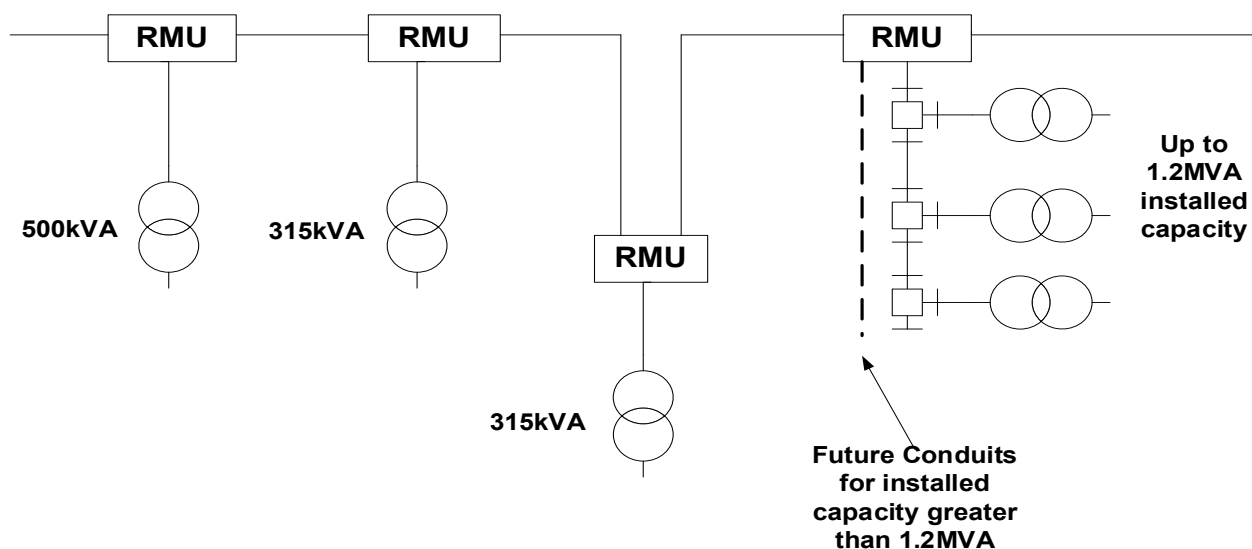 RMU
RMU
RMU
500kVA
315kVA
RMU
315kVA
Up to
1.2MVA
installed
capacity
Future Conduits
for installed
capacity greater
than 1.2MVA